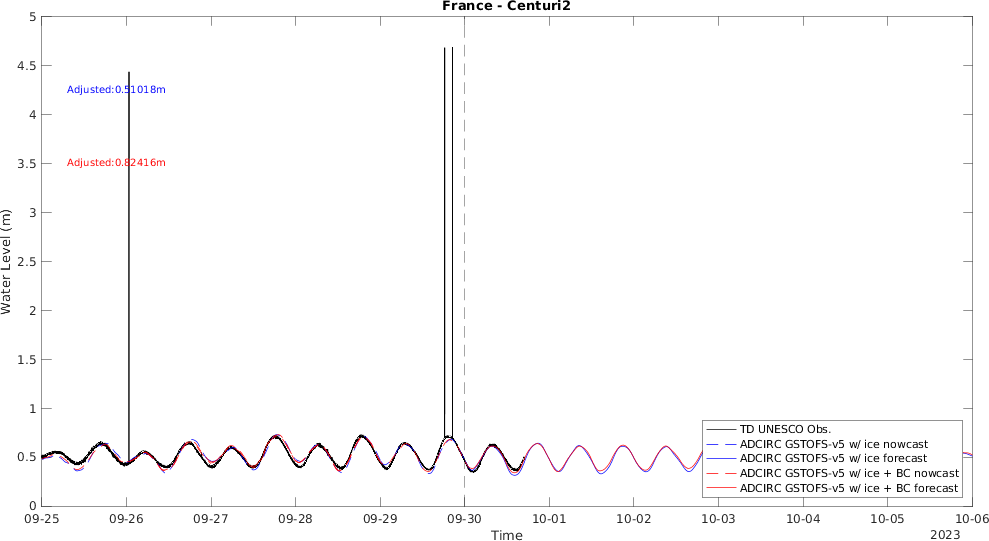 France - Centuri2
5
4.5
4
3.5
3
2.5
2
1.5
1
0.5
0
Water Level (m)
Adjusted:0.51018m
Adjusted:0.82416m
TD UNESCO Obs.
ADCIRC GSTOFS-v5 w/ ice nowcast
ADCIRC GSTOFS-v5 w/ ice forecast
ADCIRC GSTOFS-v5 w/ ice + BC nowcast
ADCIRC GSTOFS-v5 w/ ice + BC forecast
09-25 09-26 09-27 09-28 09-29 09-30 10-01 10-02 10-03 10-04 10-05 10-06
Time
2023